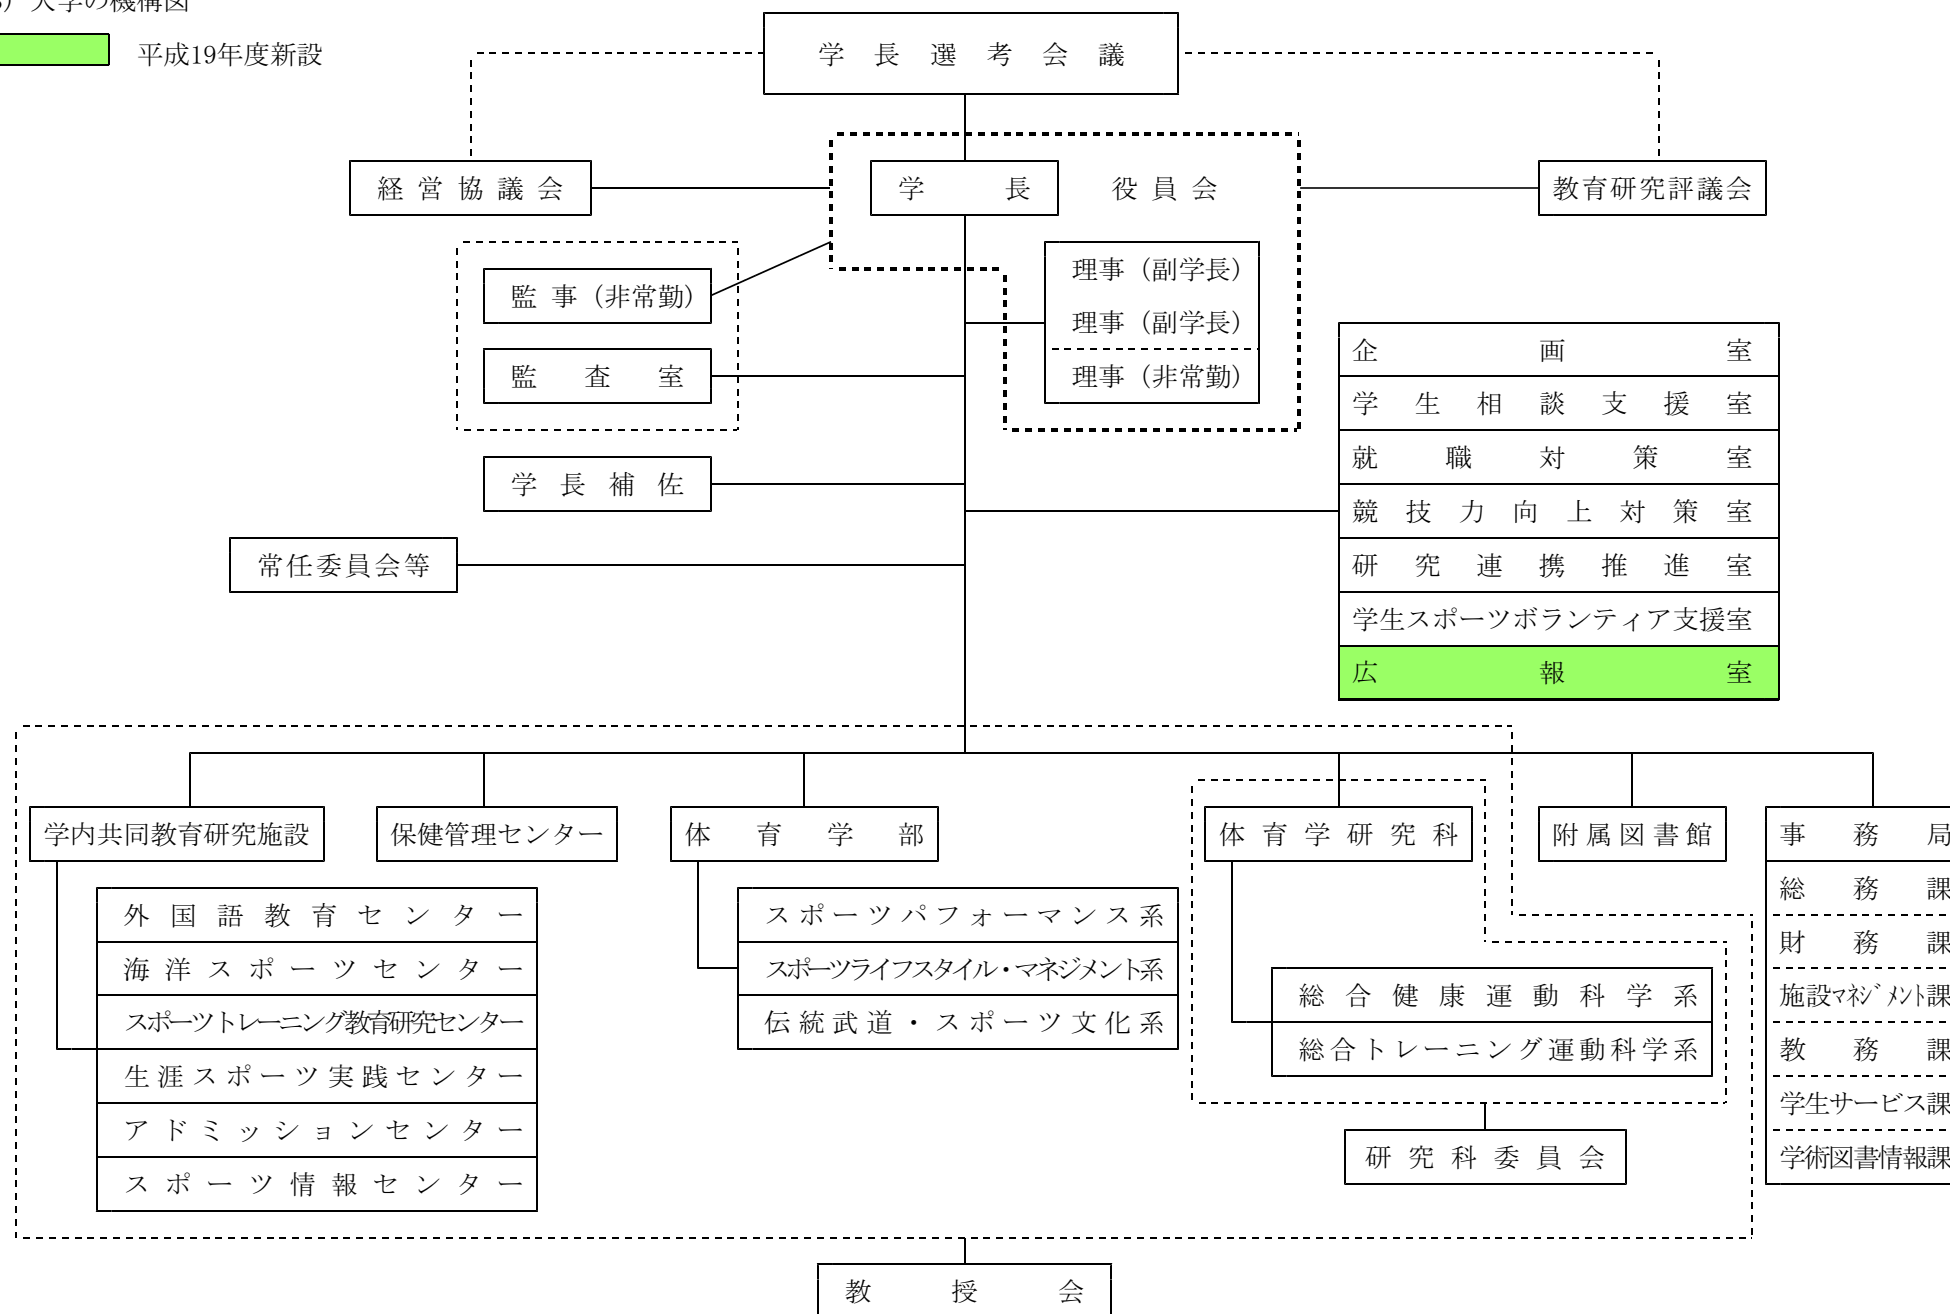 大学の機構図
平成19年度新設
学長選考会議
経営協議会
学長
役員会
教育研究評議会
監事（非常勤）
理事（副学長）
理事（副学長）
理事（非常勤）
監査室
学長補佐
常任委員会等
企画室
学生相談支援室
就職対策室
競技力向上対策室
研究連携推進室
学生スポーツボランティア支援室
広報室
学内共同教育研究施設
保健管理センター
体育学部
体育学研究科
附属図書館
事務局
外国語教育センター
海洋スポーツセンター
スポーツトレーニング教育研究センター
生涯スポーツ実践センター
アドミッションセンター
スポーツ情報センター
スポーツパフォーマンス系
スポーツライフスタイル・マネジメント系
伝統武道・スポーツ文化系
総合健康運動科学系
総合トレーニング運動科学系
研究科委員会
総務課
財務課
施設ﾏﾈｼﾞﾒﾝﾄ課
教務課
学生サービス課
学術図書情報課
教授会